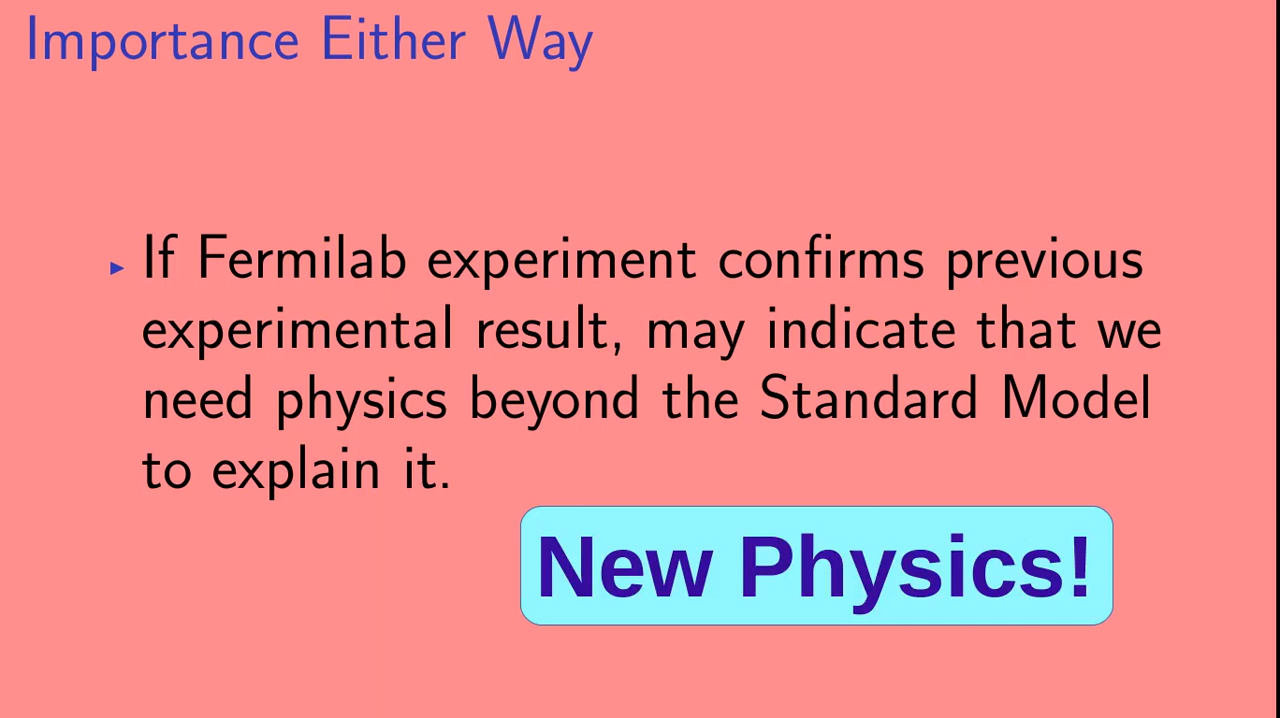 Importance Either Way
If Fermilab experiment confirms previous
experimental result, may indicate that we
need physics beyond the Standard Model
to explain it.
New Physics!